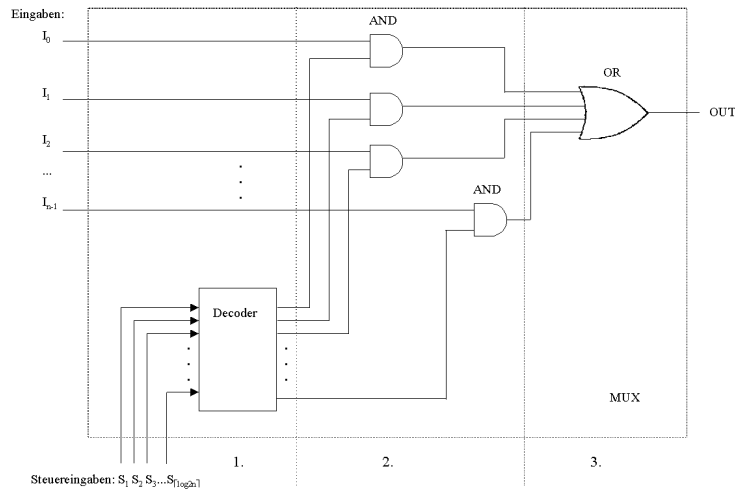 Eingaben:
AND
I0
OR
I1
OUT
I2
...
AND
In-1
Decoder
MUX
1.
2.
3.
Steuereingaben: S1 S2 S3...S⌈log2n⌉